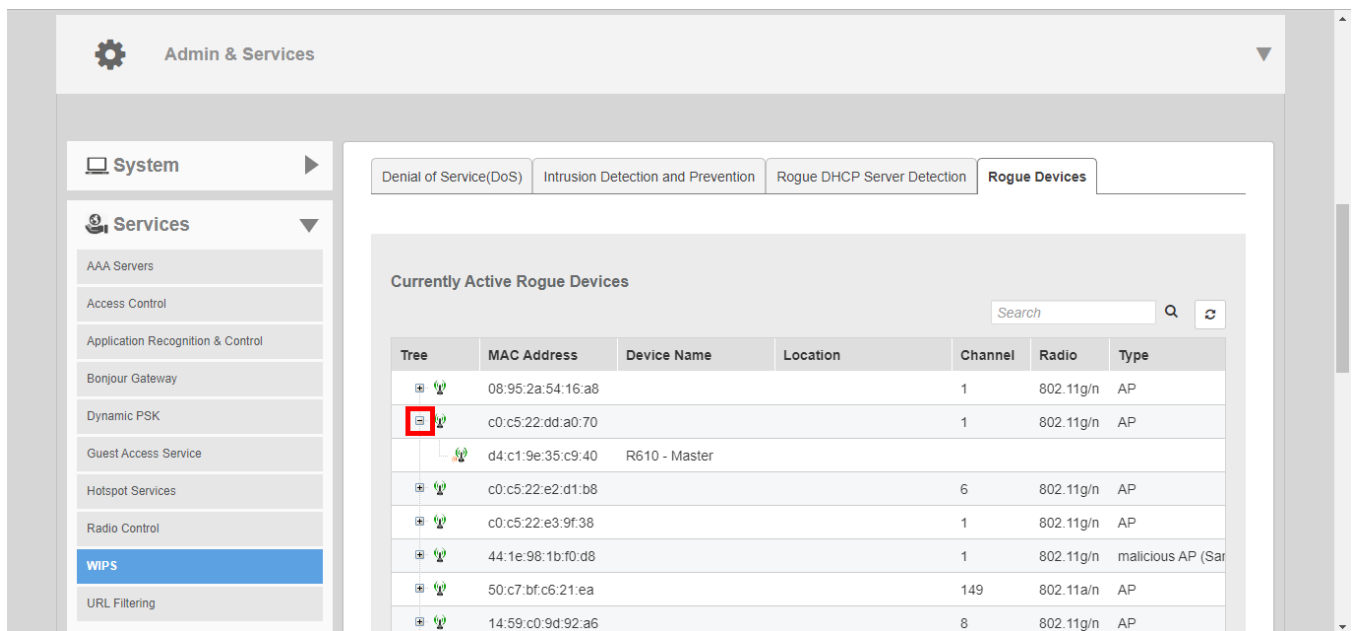 Admin & Services
System
Services
AAA Servers
Access Control
Application Recognition & Control
Bonjour Gateway
Dynamic PSK
Guest Access Service
Hotspot Services
Radio Control
WIPS
URL Filtering
Denial of Service(DoS) Intrusion Detection and Prevention Rogue DHCP Server Detection Rogue Devices
Currently Active Rogue Devices
Search
Tree MAC Address Device Name Location Channel Radio Type
08:95:2a:54:16:a8 1 802.11g/n AP
c0:c5:22:dd:a0:70 1 802.11g/n AP
d4:c1:9e:35:c9:40 R610 - Master
c0:c5:22:e2:d1:b8 6 802.11g/n AP
c0:c5:22:e3:9f:38 1 802.11g/n AP
44:1e:98:1b:f0:d8 1 802.11g/n malicious AP (Sar
50:c7:bf:c6:21:ea 149 802.11a/n AP
14:59:c0:9d:92:a6 8 802.11g/n AP